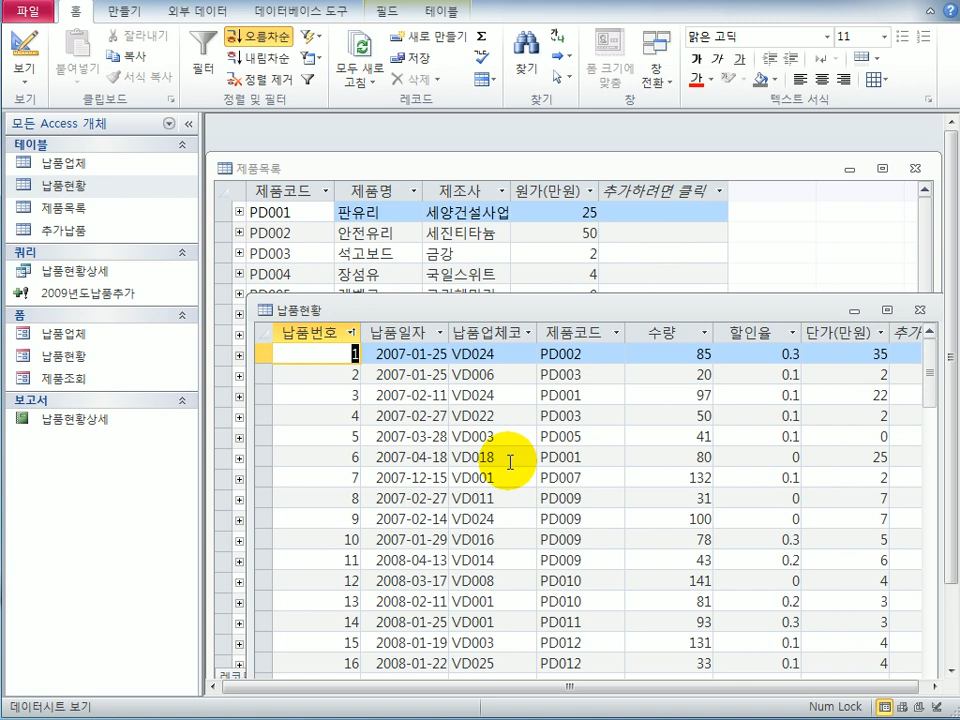 파일 홈 만들기 외부 데이터 데이터베이스 도구 필드 테이블
보기 붙여넣기 잘라내기 복사 서식 복사 필터 오름차순 내림차순 정렬 제거 모두 새로 고침 새로 만들기 저장 삭제 찾기 폼 크기에 맞춤 창 전환 맑은 고딕 11
가 가 가
가
보기 클립보드 정렬 및 필터 레코드 찾기 창 텍스트 서식
모든 Access 개체
테이블
납품업체
납품현황
제품목록
추가납품
쿼리
납품현황상세
2009년도납품추가
폼
납품업체
납품현황
제품조회
보고서
납품현황상세
제품목록
제품코드 제품명 제조사 원가(만원) 추가하려면 클릭
PD001 판유리 세양건설사업 25
PD002 안전유리 세진티타늄 50
PD003 석고보드 금강 2
PD004 장섬유 국일스위트 4
납품현황
납품번호 납품일자 납품업체코 제품코드 수량 할인율 단가(만원) 추가
1 2007-01-25 VD024 PD002 85 0.3 35
2 2007-01-25 VD006 PD003 20 0.1 2
3 2007-02-11 VD024 PD001 97 0.1 22
4 2007-02-27 VD022 PD003 50 0.1 2
5 2007-03-28 VD003 PD005 41 0.1 0
6 2007-04-18 VD018 PD001 80 0 25
7 2007-12-15 VD001 PD007 132 0.1 2
8 2007-02-27 VD011 PD009 31 0 7
9 2007-02-14 VD024 PD009 100 0 7
10 2007-01-29 VD016 PD009 78 0.3 5
11 2008-04-13 VD014 PD009 43 0.2 6
12 2008-03-17 VD008 PD010 141 0 4
13 2008-02-11 VD001 PD010 81 0.2 3
14 2008-01-25 VD001 PD011 93 0.3 3
15 2008-01-19 VD003 PD012 131 0.1 4
16 2008-01-22 VD025 PD012 33 0.1 4
데이터시트 보기 Num Lock